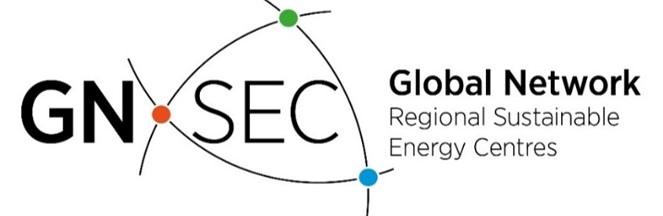 GN SEC
Global Network
Regional Sustainable
Energy Centres